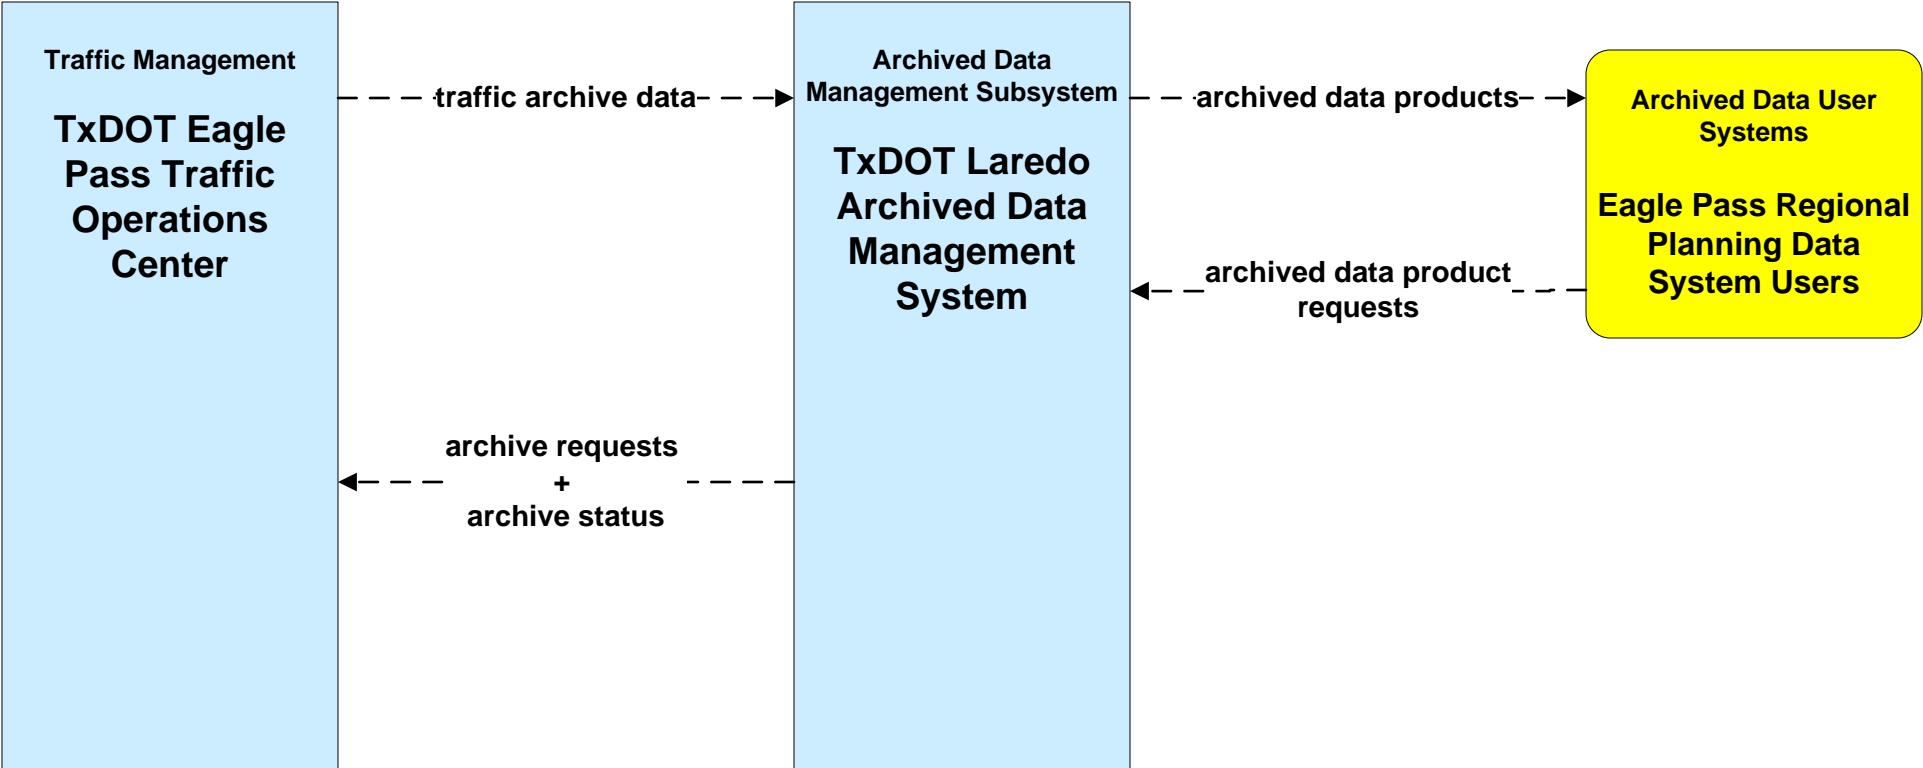 Traffic Management
TxDOT Eagle
Pass Traffic
Operations
Center
traffic archive data
archive requests
+
archive status
Archived Data
Management Subsystem
TxDOT Laredo
Archived Data
Management
System
archived data products
archived data product
requests
Archived Data User
Systems
Eagle Pass Regional
Planning Data
System Users